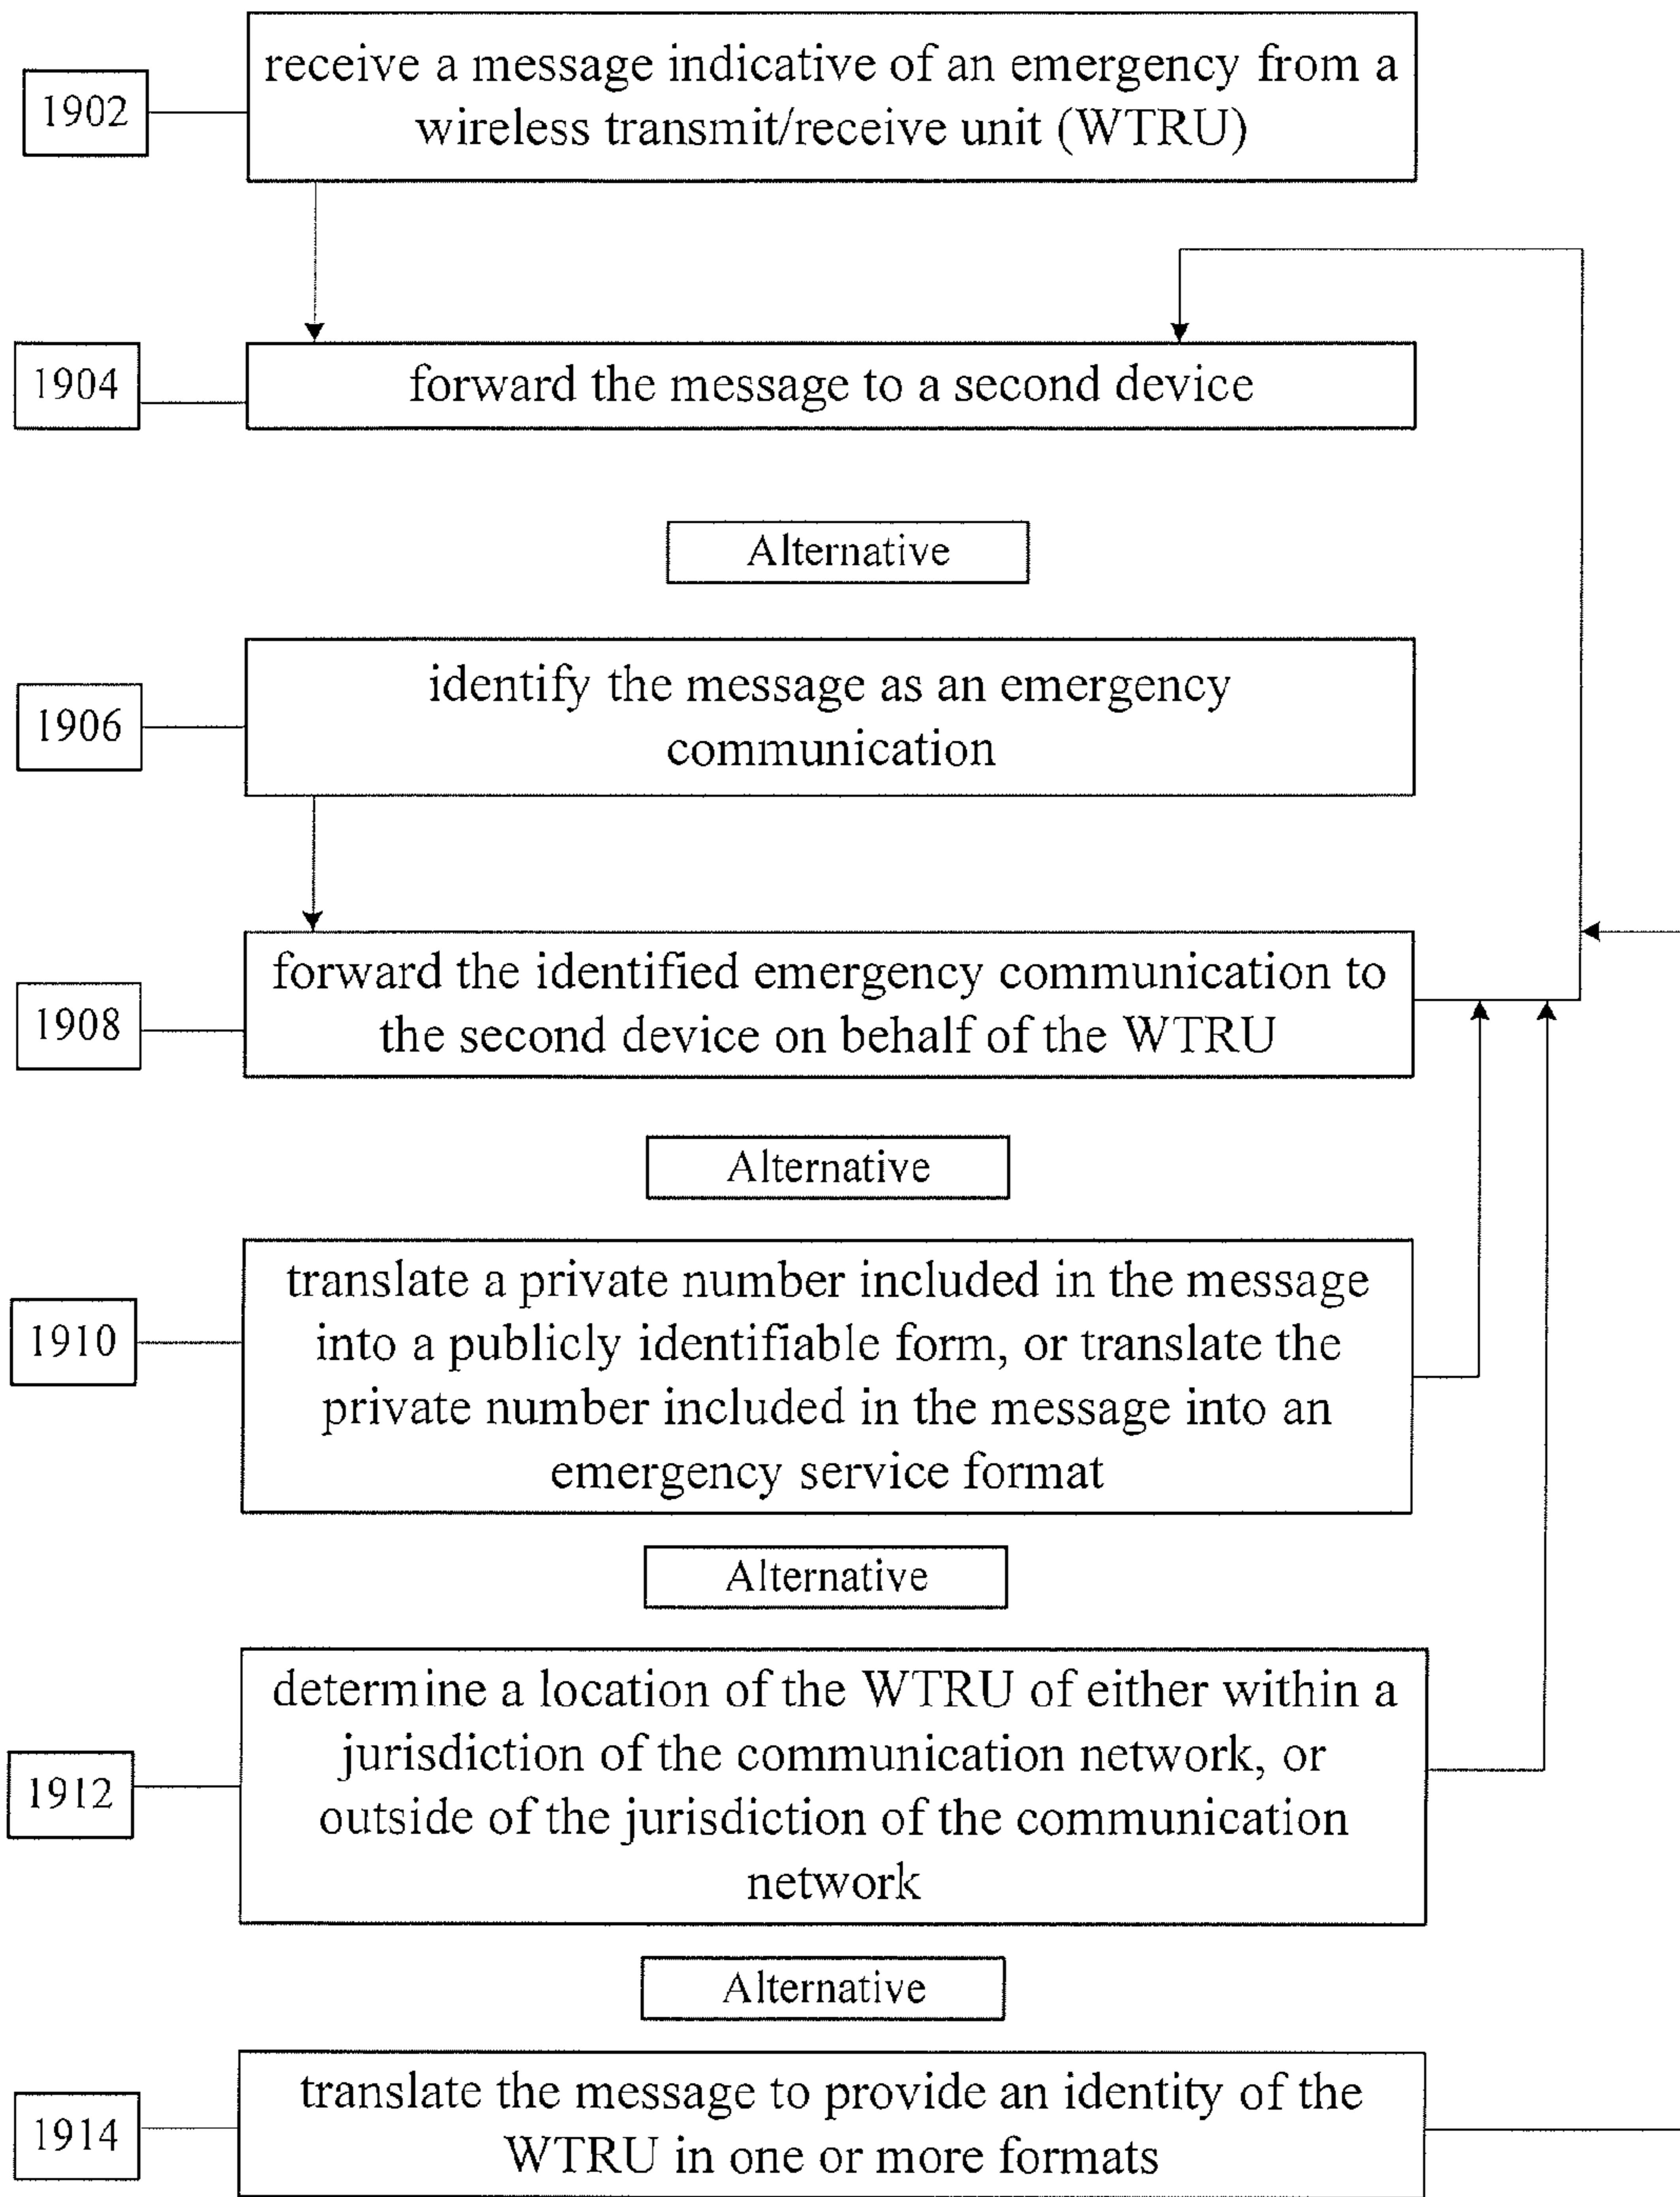 receive a message indicative of an emergency from a
1902
wireless transmit/receive unit (WTRU)
1904
forward the message to a second device
Alternative
identify the message as an emergency
1906
communication
forward the identified emergency communication to
1908
the second device on behalf of the WTRU
Alternative
translate a private number included in the message
1910
into a publicly identifiable form, or translate the
private number included in the message into an
emergency service format
Alternative
determine a location of the WTRU of either within a
jurisdiction of the communication network, or
1912
outside of the jurisdiction of the communication
network
Alternative
translate the message to provide an identity of the
1914
WTRU in one or more formats